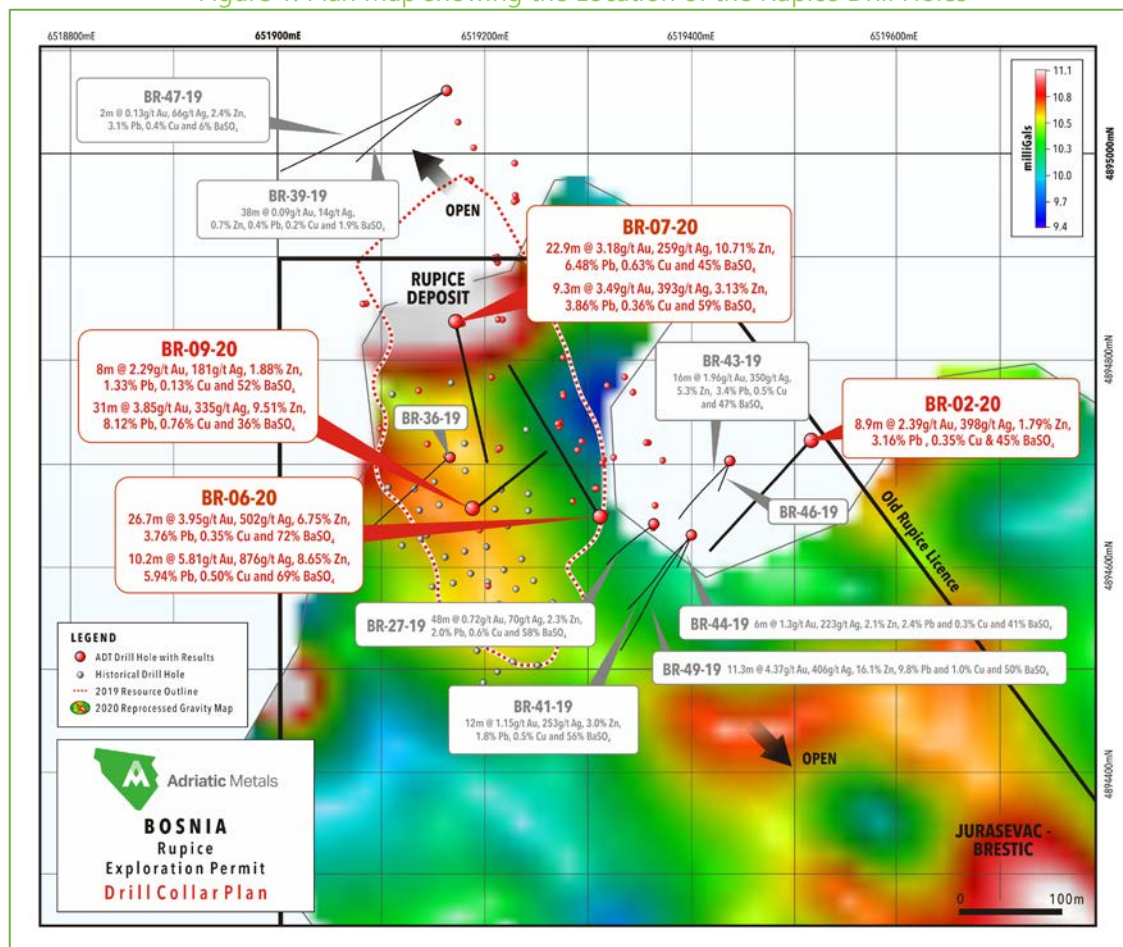 Figure 1: Plan Map showing the Location of the Rupice Drill Holes
6518800mE
651900mE
6519200mE
6519400mE
6519600mE
BR-47-19
2m @ 0.13g/t Au, 66g/t Ag, 2.4% Zn,
3.1% Pb, 0.4% Cu and 6% BaSO₄
11.1
10.8
10.5
10.3
10.0
9.7
9.4
milliGals
4895000mN
BR-39-19
38m @ 0.09g/t Au, 14g/t Ag,
0.7% Zn, 0.4% Pb, 0.2% Cu and 1.9% BaSO₄
OPEN
BR-07-20
22.9m @ 3.18g/t Au, 259g/t Ag, 10.71% Zn,
6.48% Pb, 0.63% Cu and 45% BaSO₄
9.3m @ 3.49g/t Au, 393g/t Ag, 3.13% Zn,
3.86% Pb, 0.36% Cu and 59% BaSO₄
RUPICE
DEPOSIT
4894800mN
BR-09-20
8m @ 2.29g/t Au, 181g/t Ag, 1.88% Zn,
1.33% Pb, 0.13% Cu and 52% BaSO₄
31m @ 3.85g/t Au, 335g/t Ag, 9.51% Zn,
8.12% Pb, 0.76% Cu and 36% BaSO₄
BR-36-19
BR-43-19
16m @ 1.96g/t Au, 350g/t Ag,
5.3% Zn, 3.4% Pb, 0.5% Cu
and 47% BaSO₄
BR-02-20
8.9m @ 2.39g/t Au, 398g/t Ag, 1.79% Zn,
3.16% Pb , 0.35% Cu & 45% BaSO₄
BR-06-20
26.7m @ 3.95g/t Au, 502g/t Ag, 6.75% Zn,
3.76% Pb, 0.35% Cu and 72% BaSO₄
10.2m @ 5.81g/t Au, 876g/t Ag, 8.65% Zn,
5.94% Pb, 0.50% Cu and 69% BaSO₄
BR-46-19
Old Rupice Licence
4894600mN
BR-27-19 48m @ 0.72g/t Au, 70g/t Ag, 2.3% Zn,
2.0% Pb, 0.6% Cu and 58% BaSO₄
BR-44-19 6m @ 1.3g/t Au, 223g/t Ag, 2.1% Zn, 2.4% Pb and 0.3% Cu and 41% BaSO₄
BR-49-19 11.3m @ 4.37g/t Au, 406g/t Ag, 16.1% Zn, 9.8% Pb and 1.0% Cu and 50% BaSO₄
BR-41-19
12m @ 1.15g/t Au, 253g/t Ag, 3.0% Zn,
1.8% Pb, 0.5% Cu and 56% BaSO₄
LEGEND
ADT Drill Hole with Results
Historical Drill Hole
2019 Resource Outline
2020 Reprocessed Gravity Map
OPEN
4894400mN
Adriatic Metals
BOSNIA
Rupice
Exploration Permit
Drill Collar Plan
JURASEVAC -
BRESTIC
0 100m